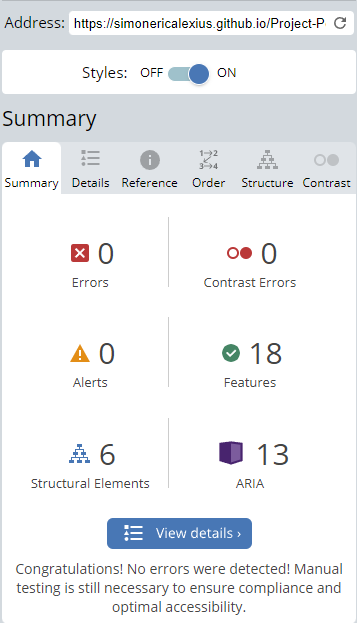 Address: https://simonericalexius.github.io/Project-P
Styles: OFF ON
Summary
Summary Details Reference Order Structure Contrast
0 0
Errors Contrast Errors
0 18
Alerts Features
6 13
Structural Elements ARIA
View details ›
Congratulations! No errors were detected! Manual
testing is still necessary to ensure compliance and
optimal accessibility.